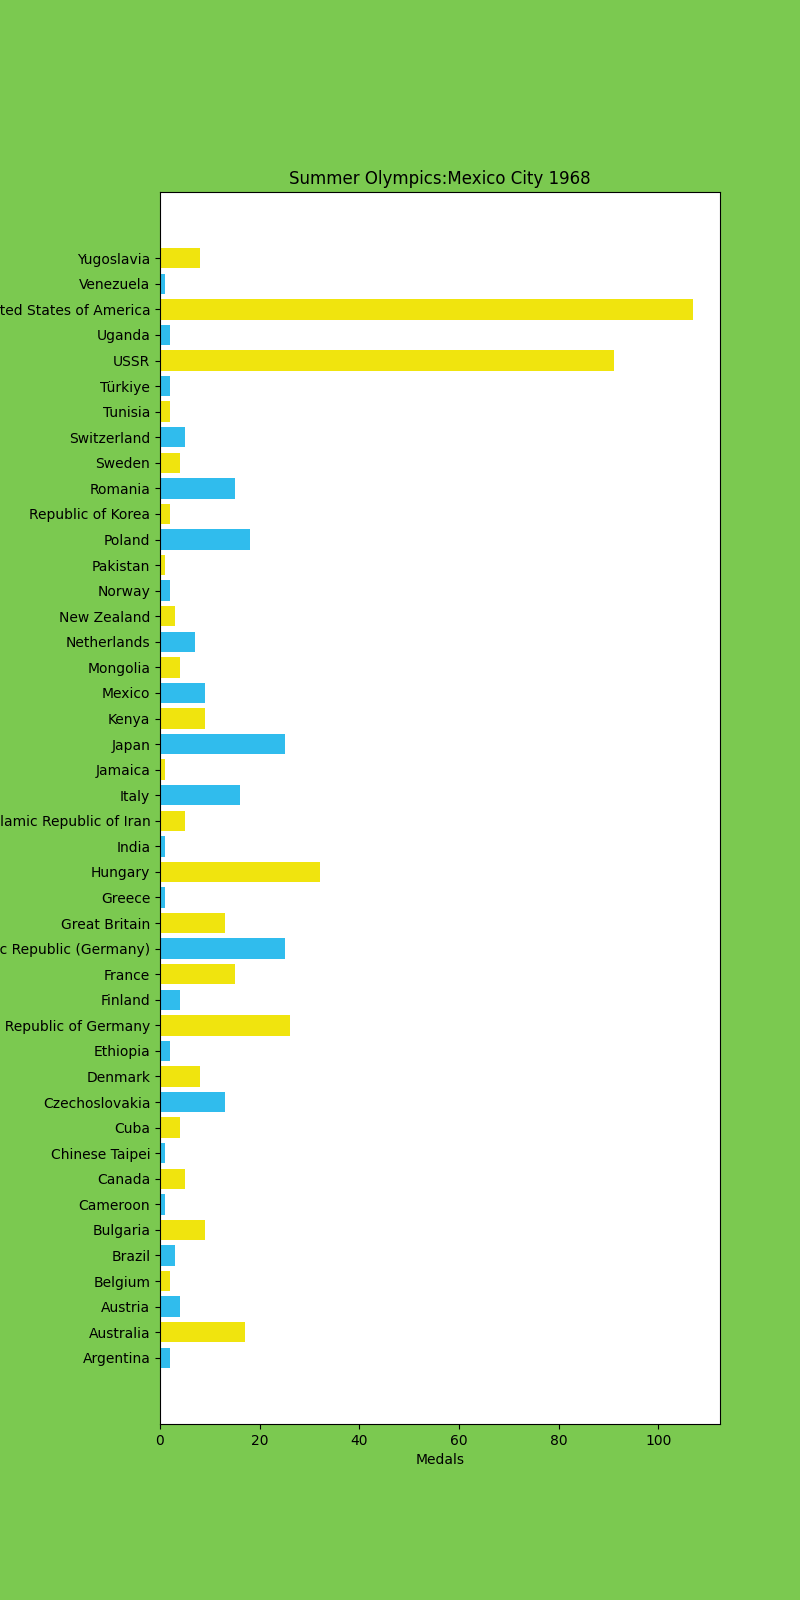 Summer Olympics:Mexico City 1968
Yugoslavia
Venezuela
ted States of America
Uganda
USSR
Türkiye
Tunisia
Switzerland
Sweden
Romania
Republic of Korea
Poland
Pakistan
Norway
New Zealand
Netherlands
Mongolia
Mexico
Kenya
Japan
Jamaica
Italy
lamic Republic of Iran
India
Hungary
Greece
Great Britain
c Republic (Germany)
France
Finland
Republic of Germany
Ethiopia
Denmark
Czechoslovakia
Cuba
Chinese Taipei
Canada
Cameroon
Bulgaria
Brazil
Belgium
Austria
Australia
Argentina
0 20 40 60 80 100
Medals